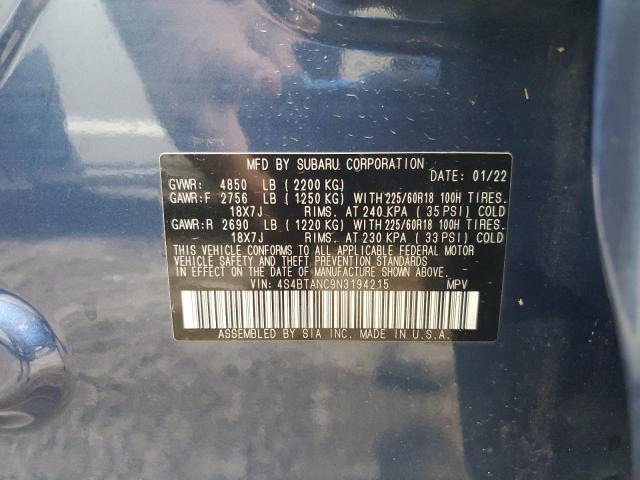 MFD BY SUBARU CORPORATION
DATE: 01/22
GVWR: 4850 LB (2200 KG)
GAWR:F 2756 LB (1250 KG) WITH 225/60R18 100H TIRES.
18X7J RIMS. AT 240 KPA (35 PSI) COLD
GAWR:R 2690 LB (1220 KG) WITH 225/60R18 100H TIRES.
18X7J RIMS. AT 230 KPA (33 PSI) COLD
THIS VEHICLE CONFORMS TO ALL APPLICABLE FEDERAL MOTOR
VEHICLE SAFETY AND THEFT PREVENTION STANDARDS
IN EFFECT ON THE DATE OF MANUFACTURE SHOWN ABOVE.
VIN: 4S4BTANC9N3194215 MPV
ASSEMBLED BY SIA INC. MADE IN U.S.A.